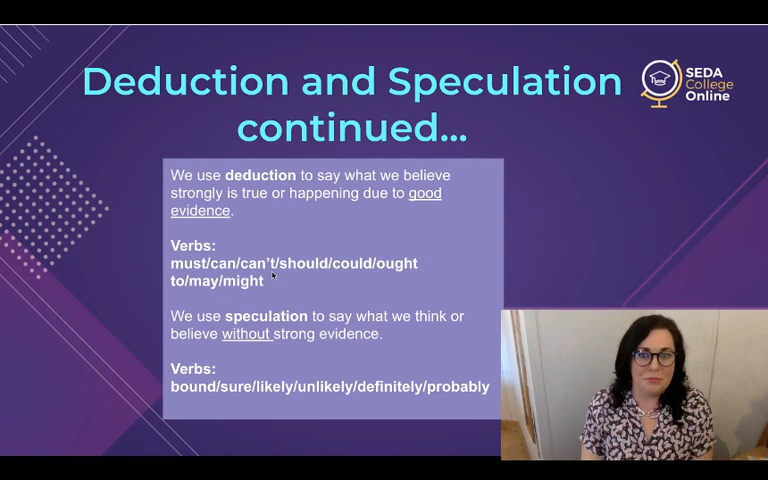 Deduction and Speculation
continued...
SEDA
College
Online
We use deduction to say what we believe
strongly is true or happening due to good
evidence.
Verbs:
must/can/can't/should/could/ought
to/may/might
We use speculation to say what we think or
believe without strong evidence.
Verbs:
bound/sure/likely/unlikely/definitely/probably